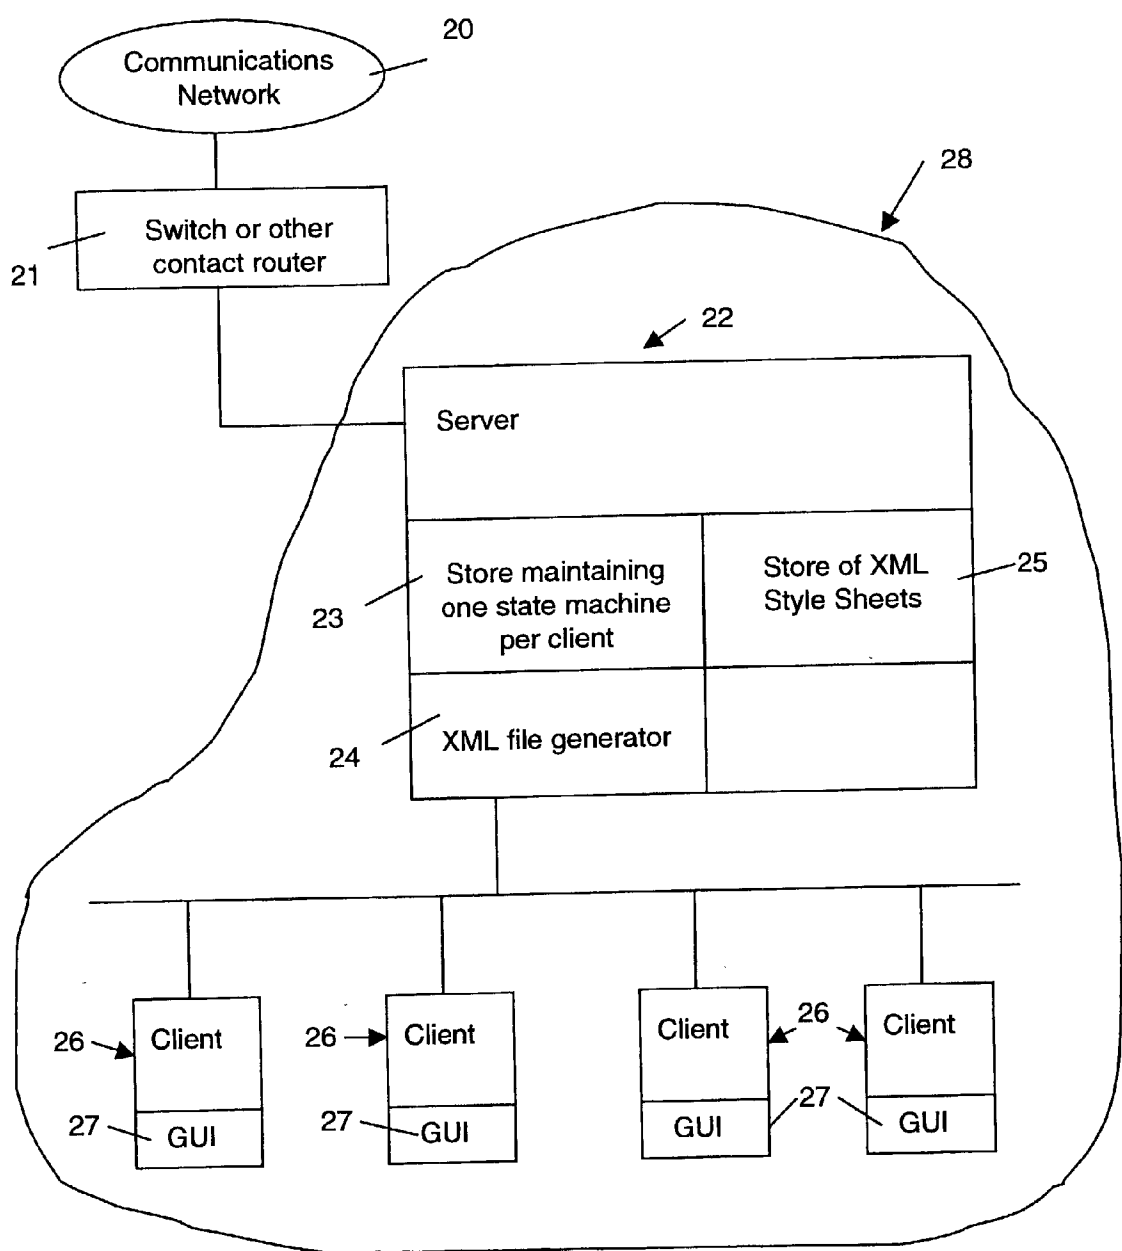 20
Communications
Network
28
Switch or other
contact router
21
22
Server
Store maintaining
one state machine
per client
23
Store of XML
Style Sheets
25
XML file generator
24
26
Client
26
Client
Client
26
Client
27
GUI
27
GUI
GUI
27
GUI